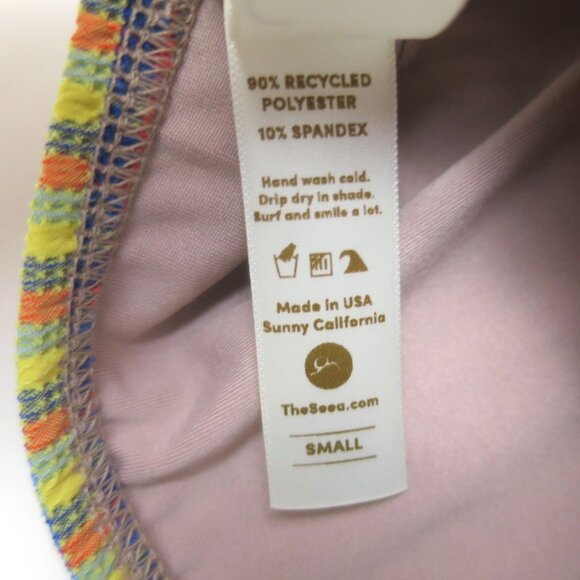 90% RECYCLED
POLYESTER
10% SPANDEX
Hand wash cold.
Drip dry in shade.
Surf and smile a lot.
Made in USA
Sunny California
TheSeea.com
SMALL